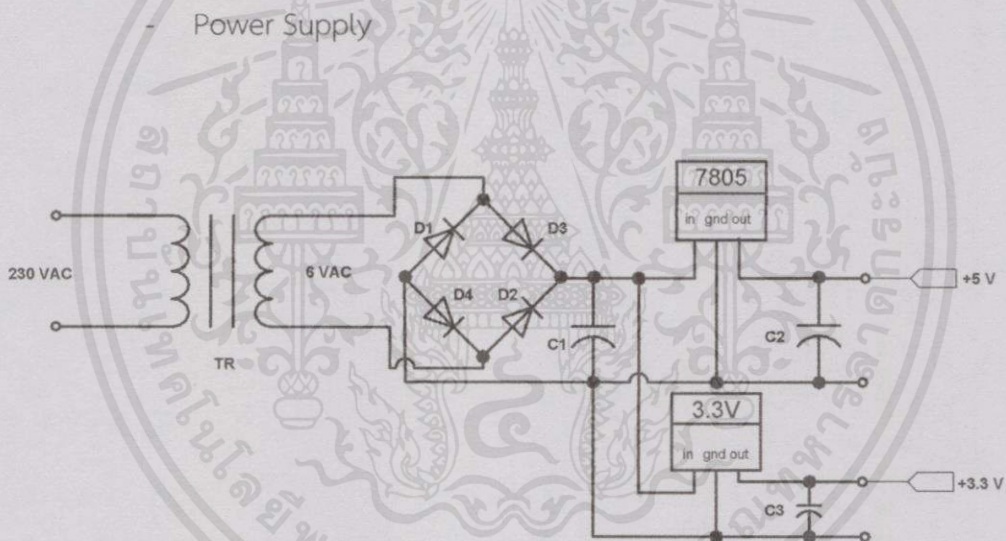 - Power Supply
7805
in gnd out
D1
D3
230 VAC
6 VAC
+5 V
D4
D2
C1
C2
TR
3.3V
in gnd out
+3.3 V
C3